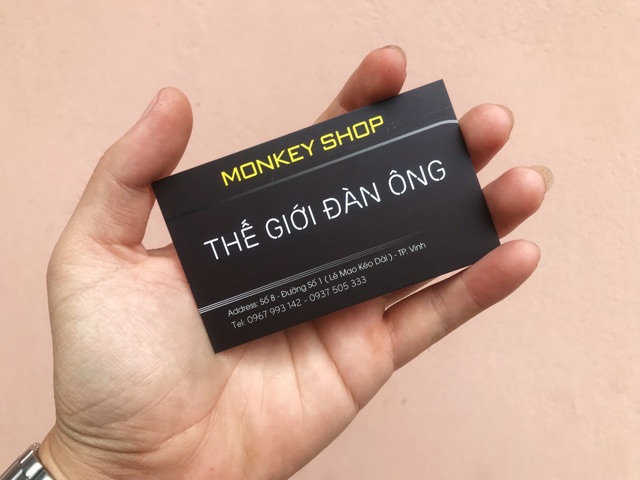 MONKEY SHOP
THẾ GIỚI ĐÀN ÔNG
Address: Số 8 - Đường Số 1 ( Lê Mao Kéo Dài ) - TP. Vinh
Tel: 0967 993 142 - 0937 505 333